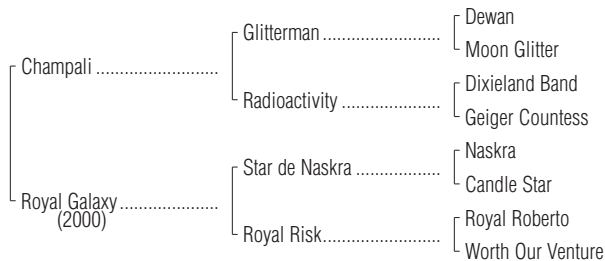 Dewan
Glitterman ........................
Moon Glitter
Champali .........................
Dixieland Band
Radioactivity ....................
Geiger Countess
Naskra
Star de Naskra .................
Candle Star
Royal Galaxy ....................
(2000)
Royal Roberto
Royal Risk ........................
Worth Our Venture